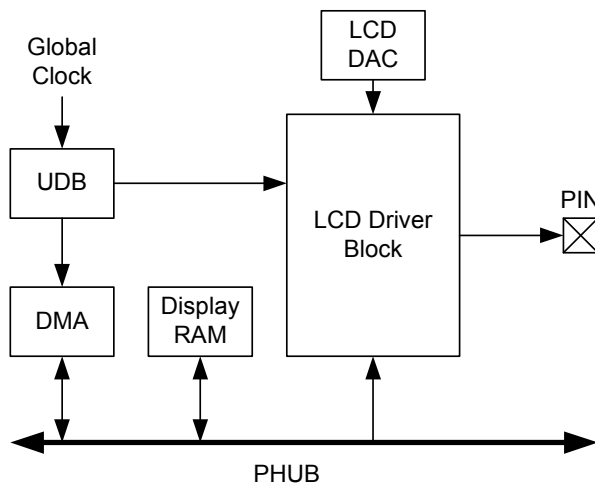 LCD
DAC
Global
Clock
UDB
LCD Driver
Block
PIN
DMA
Display
RAM
PHUB